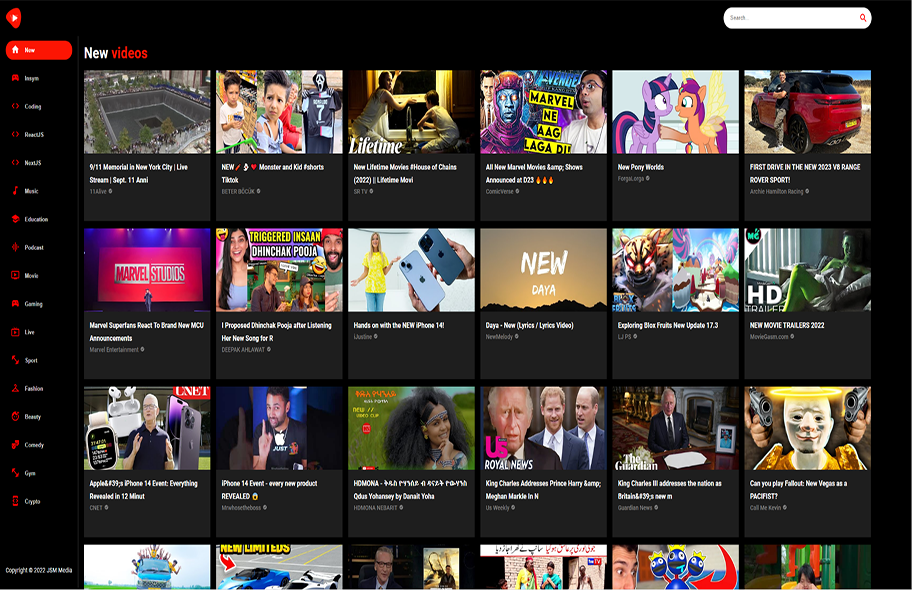 Search...
New
Insym
Coding
ReactJS
NextJS
Music
Education
Podcast
Movie
Gaming
Live
Sport
Fashion
Beauty
Comedy
Gym
Crypto
Copyright © 2022 JSM Media
New videos
9/11 Memorial in New York City | Live
Stream | Sept. 11 Anni
11Alive
NEW
Monster and Kid #shorts
Tiktok
BETER BÖCÜK
Lifetime
New Lifetime Movies #House of Chains
(2022) || Lifetime Movi
SR TV
AVENGERS
MARVEL
NE
AAG
LAGA DI!
All New Marvel Movies &amp; Shows
Announced at D23 🔥🔥🔥
ComicVerse
New Pony Worlds
ForgaLorga
FIRST DRIVE IN THE NEW 2023 V8 RANGE
ROVER SPORT!
Archie Hamilton Racing
MARVEL STUDIOS
Marvel Superfans React To Brand New MCU
Announcements
Marvel Entertainment
TRIGGERED INSAAN
DHINCHAK POOJA
I Proposed Dhinchak Pooja after Listening
Her New Song for R
DEEPAK AHLAWAT
Hands on with the NEW iPhone 14!
iJustine
NEW
DAYA
Daya - New (Lyrics / Lyrics Video)
NewMelody
BLOX
FRUITS
Exploring Blox Fruits New Update 17.3
LJ PS
HD
TRAILER
NEW MOVIE TRAILERS 2022
MovieGasm.com
CNET
Apple&#39;s iPhone 14 Event: Everything
Revealed in 12 Minut
CNET
JUST
iPhone 14 Event - every new product
REVEALED 😱
Mrwhosetheboss
NEW //
VIDEO CLIP
HDMONA - ቅዱስ የዋንሰይ ብ ዳናይት የውሃንስ
Qdus Yohansey by Danait Yoha
HDMONA NEBARIT
US
ROYAL NEWS
King Charles Addresses Prince Harry &amp;
Meghan Markle In N
Us Weekly
The
Guardian
King Charles III addresses the nation as
Britain&#39;s new m
Guardian News
Can you play Fallout: New Vegas as a
PACIFIST?
Call Me Kevin
NEW LIMITEDS